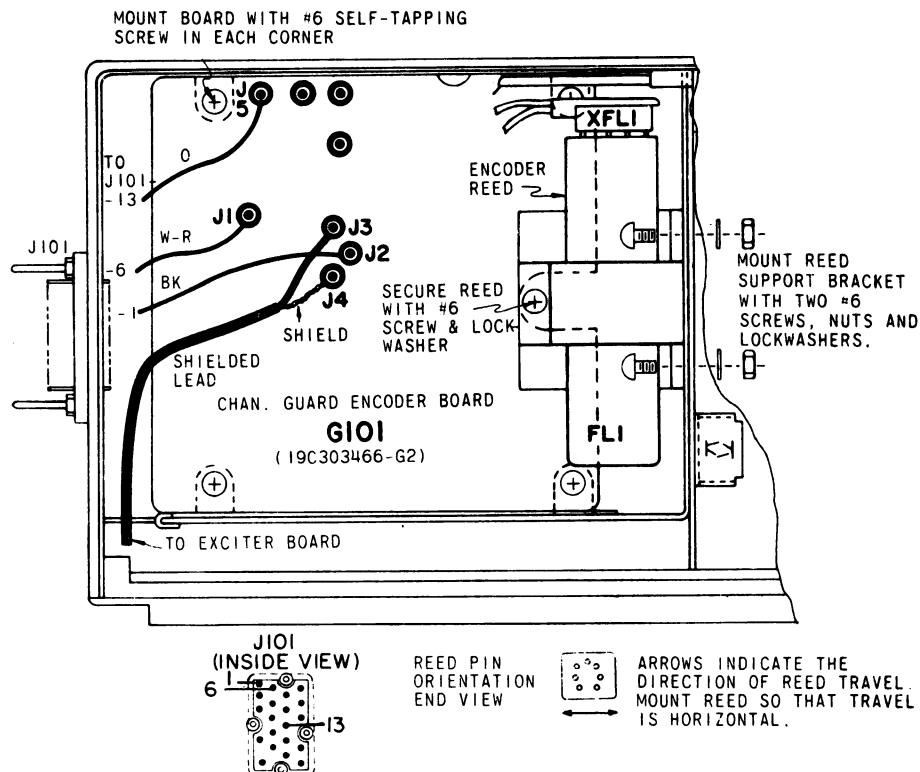 MOUNT BOARD WITH #6 SELF-TAPPING
SCREW IN EACH CORNER
J
5
XFL1
TO
J101-
-13
O
ENCODER
REED
J1
J3
W-R
J2
J101
-6
BK
J4
-1
SHIELD
SECURE REED
WITH #6
SCREW & LOCK
WASHER
MOUNT REED
SUPPORT BRACKET
WITH TWO #6
SCREWS, NUTS AND
LOCKWASHERS.
SHIELDED
LEAD
CHAN. GUARD ENCODER BOARD
G101
(19C303466-G2)
FL1
TO EXCITER BOARD
J101
(INSIDE VIEW)
1
6
13
REED PIN
ORIENTATION
END VIEW
ARROWS INDICATE THE
DIRECTION OF REED TRAVEL.
MOUNT REED SO THAT TRAVEL
IS HORIZONTAL.